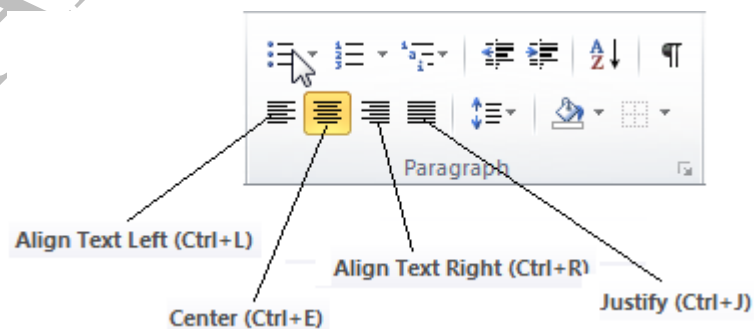 Paragraph
Align Text Left (Ctrl+L)
Align Text Right (Ctrl+R)
Justify (Ctrl+J)
Center (Ctrl+E)